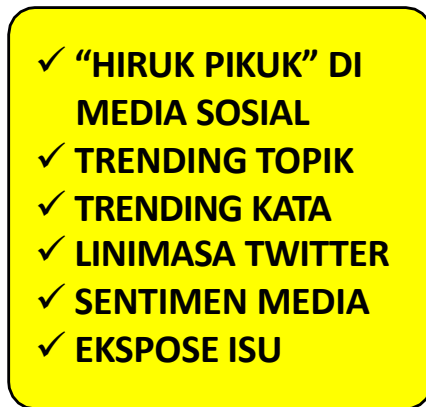 ✓ “HIRUK PIKUK” DI
MEDIA SOSIAL
✓ TRENDING TOPIK
✓ TRENDING KATA
✓ LINIMASA TWITTER
✓ SENTIMEN MEDIA
✓ EKSPOSE ISU